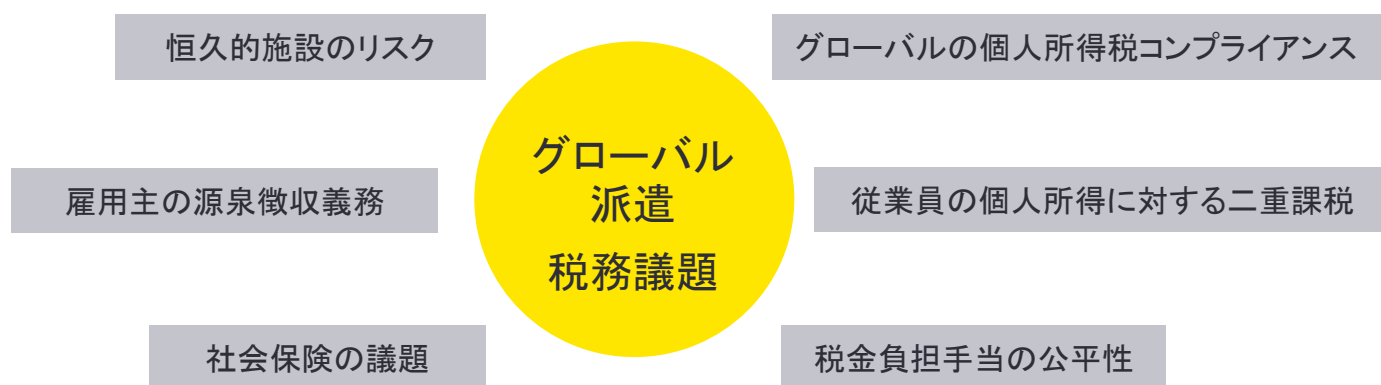 恒久的施設のリスク
グローバルの個人所得税コンプライアンス
グローバル
派遣
税務議題
雇用主の源泉徴収義務
従業員の個人所得に対する二重課税
社会保険の議題
税金負担手当の公平性